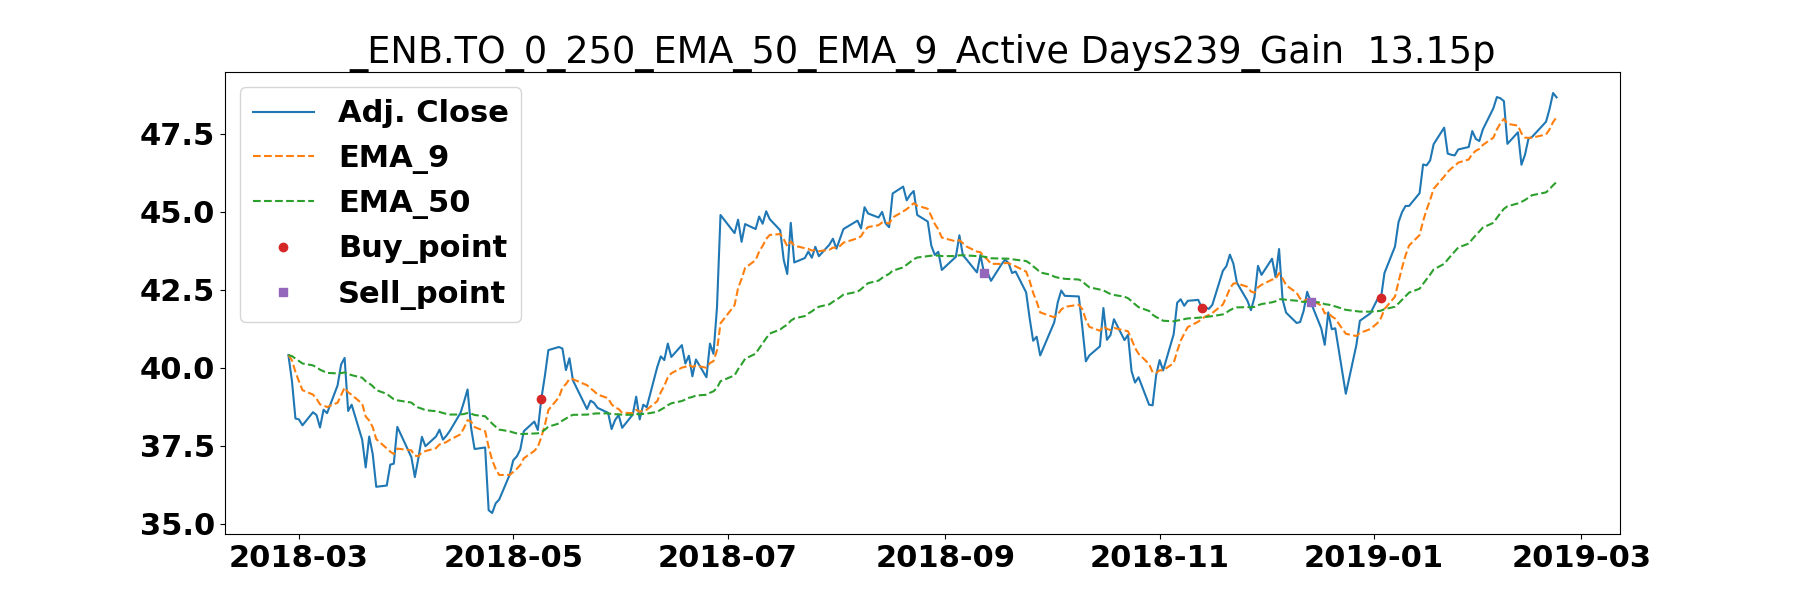 _ENB.TO_0_250_EMA_50_EMA_9_Active Days239_Gain  13.15p
Adj. Close
EMA_9
EMA_50
Buy_point
Sell_point
47.5
45.0
42.5
40.0
37.5
35.0
2018-03 2018-05 2018-07 2018-09 2018-11 2019-01 2019-03